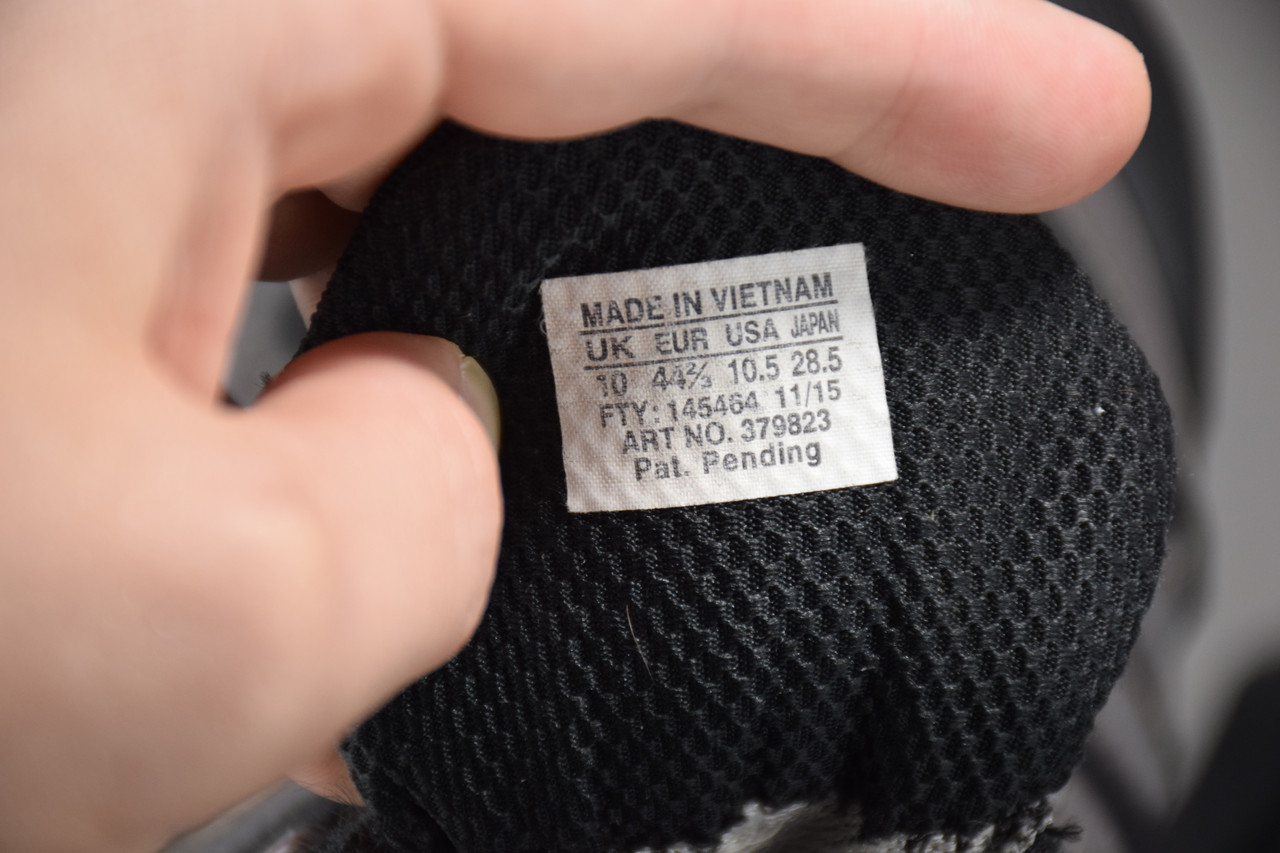 MADE IN VIETNAM
UK EUR USA JAPAN
10 44⅔ 10.5 28.5
FTY: 145464 11/15
ART NO. 379823
Pat. Pending